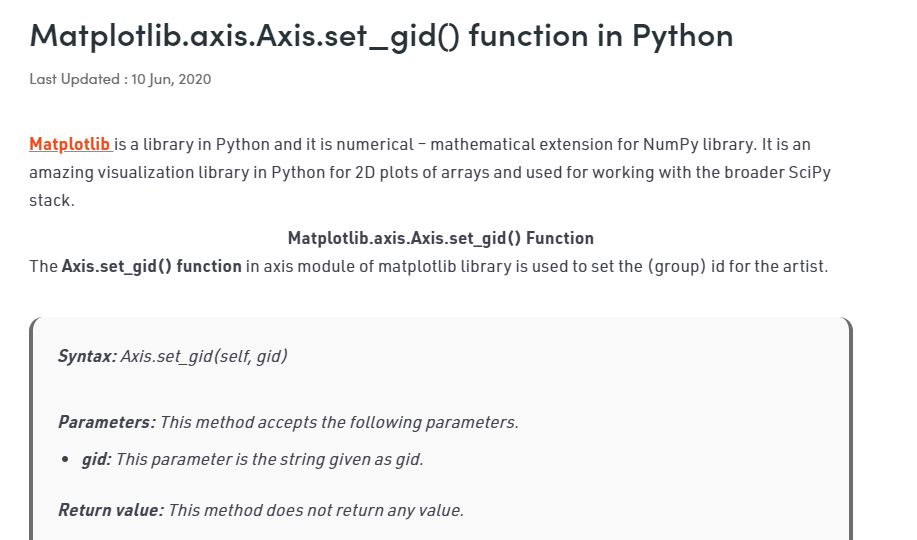 Matplotlib.axis.Axis.set_gid() function in Python
Last Updated : 10 Jun, 2020
Matplotlib is a library in Python and it is numerical – mathematical extension for NumPy library. It is an
amazing visualization library in Python for 2D plots of arrays and used for working with the broader SciPy
stack.
Matplotlib.axis.Axis.set_gid() Function
The Axis.set_gid() function in axis module of matplotlib library is used to set the (group) id for the artist.
Syntax: Axis.set_gid(self, gid)
Parameters: This method accepts the following parameters.
• gid: This parameter is the string given as gid.
Return value: This method does not return any value.